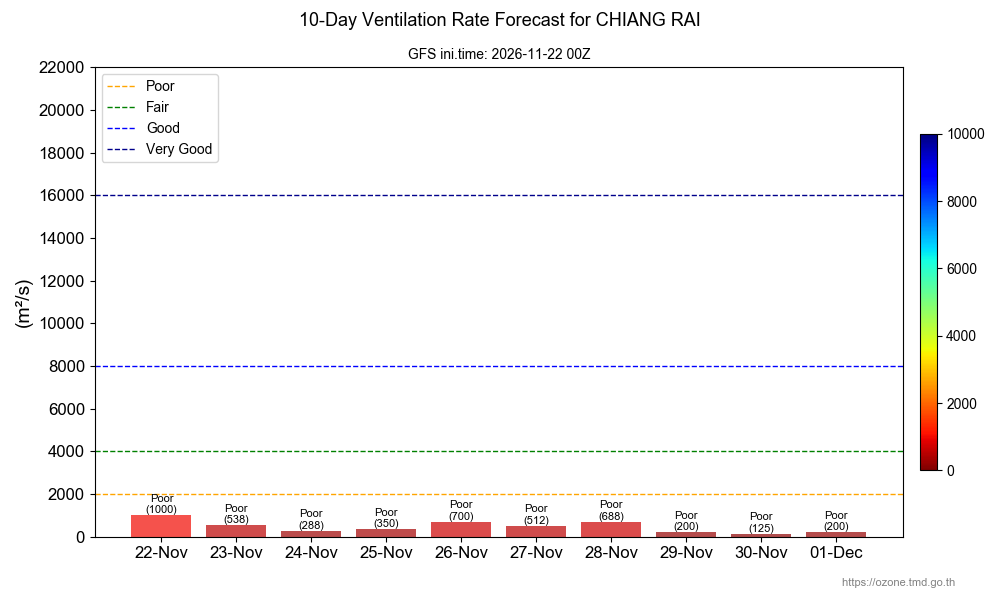 10-Day Ventilation Rate Forecast for CHIANG RAI
GFS ini.time: 2026-11-22 00Z
(m²/s)
22000
20000
18000
16000
14000
12000
10000
8000
6000
4000
2000
0
Poor
Fair
Good
Very Good
Poor
(1000)
Poor
(538)
Poor
(288)
Poor
(350)
Poor
(700)
Poor
(512)
Poor
(688)
Poor
(200)
Poor
(125)
Poor
(200)
22-Nov 23-Nov 24-Nov 25-Nov 26-Nov 27-Nov 28-Nov 29-Nov 30-Nov 01-Dec
10000
8000
6000
4000
2000
0
https://ozone.tmd.go.th